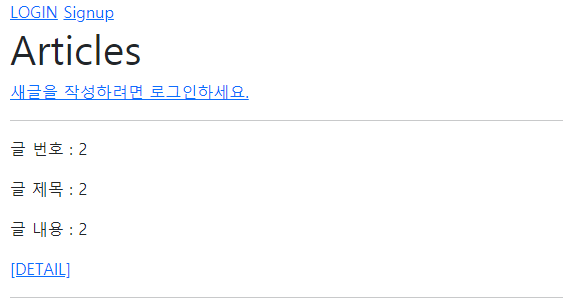 LOGIN Signup
Articles
새글을 작성하려면 로그인하세요.
글 번호 : 2
글 제목 : 2
글 내용 : 2
[DETAIL]